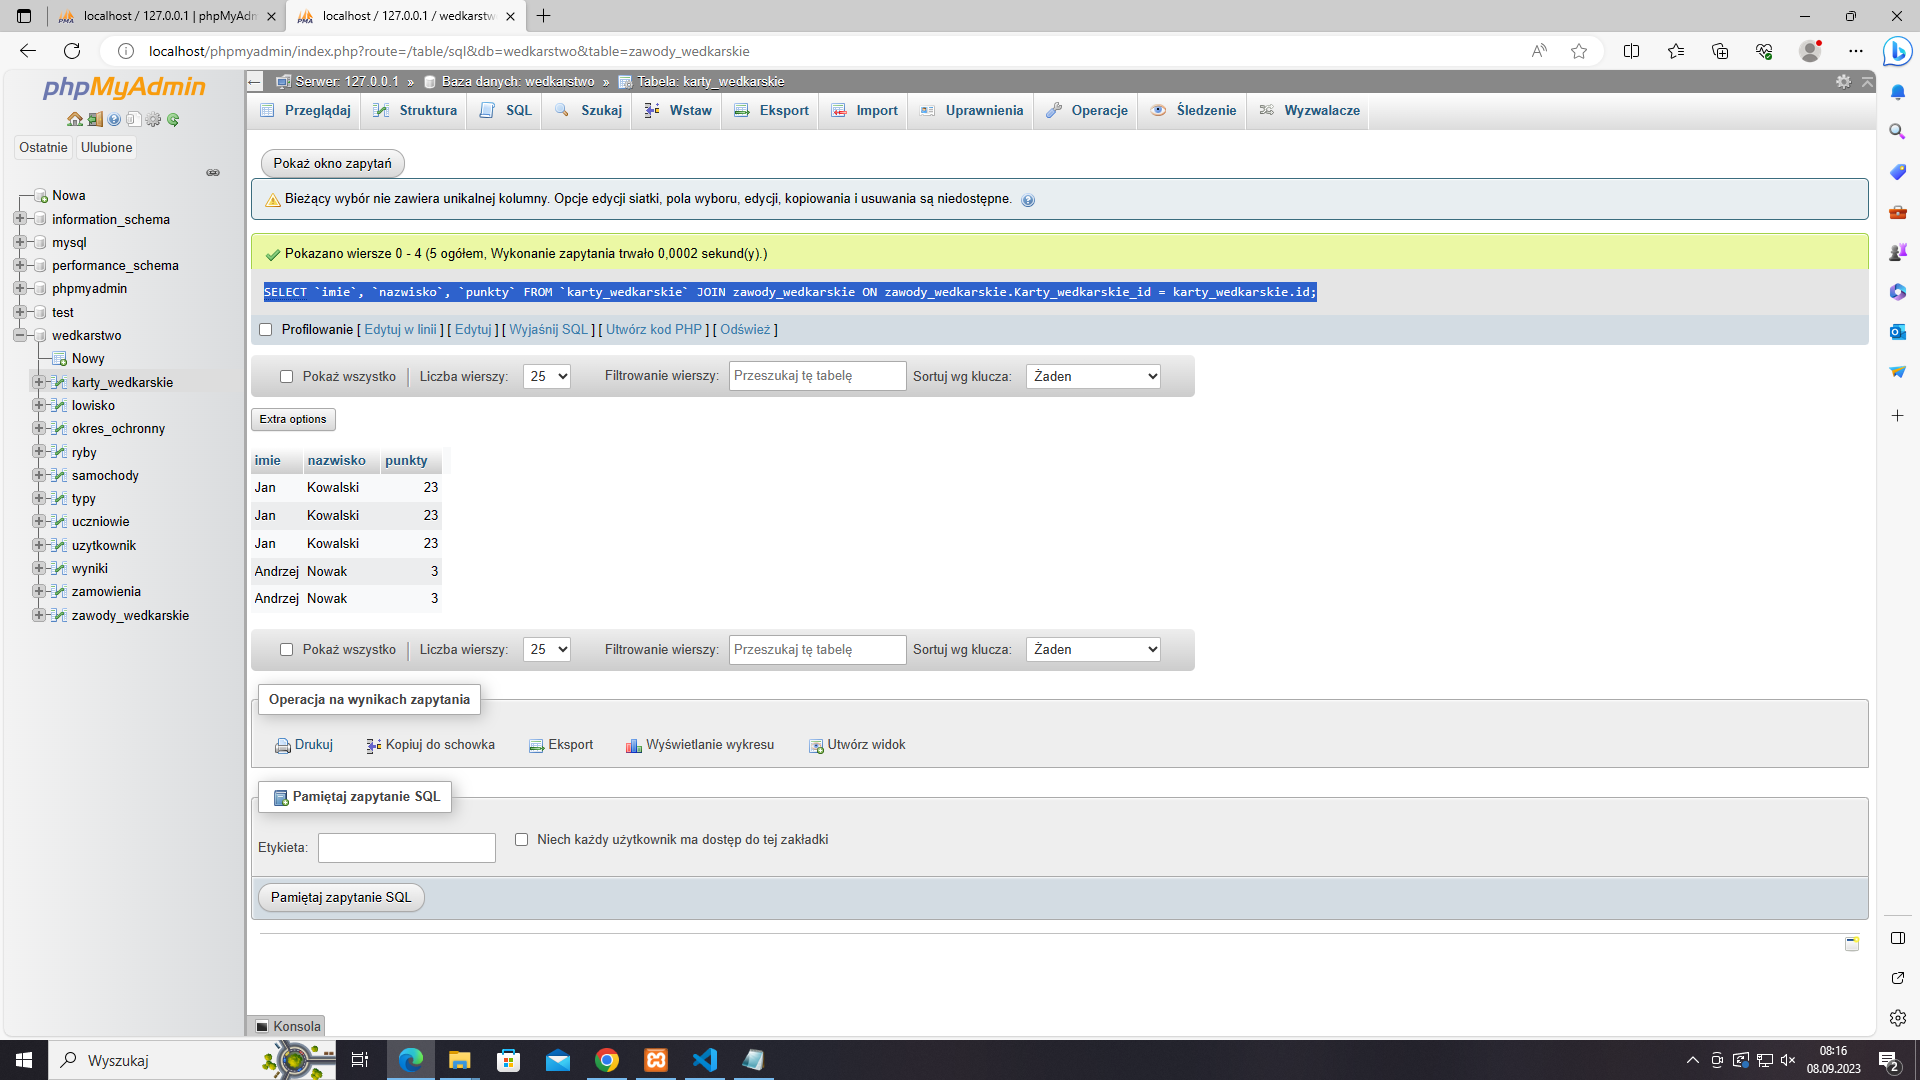 localhost / 127.0.0.1 | phpMyAdm
localhost / 127.0.0.1 / wedkarstw
localhost/phpmyadmin/index.php?route=/table/sql&db=wedkarstwo&table=zawody_wedkarskie
phpMyAdmin
Ostatnie
Ulubione
Nowa
information_schema
mysql
performance_schema
phpmyadmin
test
wedkarstwo
Nowy
karty_wedkarskie
lowisko
okres_ochronny
ryby
samochody
typy
uczniowie
uzytkownik
wyniki
zamowienia
zawody_wedkarskie
Serwer: 127.0.0.1 » Baza danych: wedkarstwo » Tabela: karty_wedkarskie
Przeglądaj
Struktura
SQL
Szukaj
Wstaw
Eksport
Import
Uprawnienia
Operacje
Śledzenie
Wyzwalacze
Pokaż okno zapytań
Bieżący wybór nie zawiera unikalnej kolumny. Opcje edycji siatki, pola wyboru, edycji, kopiowania i usuwania są niedostępne.
Pokazano wiersze 0 - 4 (5 ogółem, Wykonanie zapytania trwało 0,0002 sekund(y).)
SELECT `imie`, `nazwisko`, `punkty` FROM `karty_wedkarskie` JOIN zawody_wedkarskie ON zawody_wedkarskie.Karty_wedkarskie_id = karty_wedkarskie.id;
Profilowanie [ Edytuj w linii ] [ Edytuj ] [ Wyjaśnij SQL ] [ Utwórz kod PHP ] [ Odśwież ]
Pokaż wszystko | Liczba wierszy: 25 Filtrowanie wierszy: Przeszukaj tę tabelę Sortuj wg klucza: Żaden
Extra options
imie nazwisko punkty
Jan Kowalski 23
Jan Kowalski 23
Jan Kowalski 23
Andrzej Nowak 3
Andrzej Nowak 3
Pokaż wszystko | Liczba wierszy: 25 Filtrowanie wierszy: Przeszukaj tę tabelę Sortuj wg klucza: Żaden
Operacja na wynikach zapytania
Drukuj Kopiuj do schowka Eksport Wyświetlanie wykresu Utwórz widok
Pamiętaj zapytanie SQL
Etykieta: Niech każdy użytkownik ma dostęp do tej zakładki
Pamiętaj zapytanie SQL
Konsola
Wyszukaj
08:16
08.09.2023
2